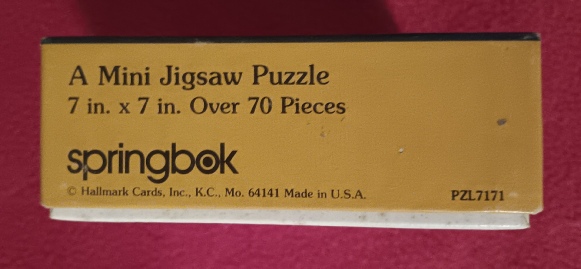 A Mini Jigsaw Puzzle
7 in. x 7 in. Over 70 Pieces
springbok
© Hallmark Cards, Inc., K.C., Mo. 64141 Made in U.S.A. PZL7171